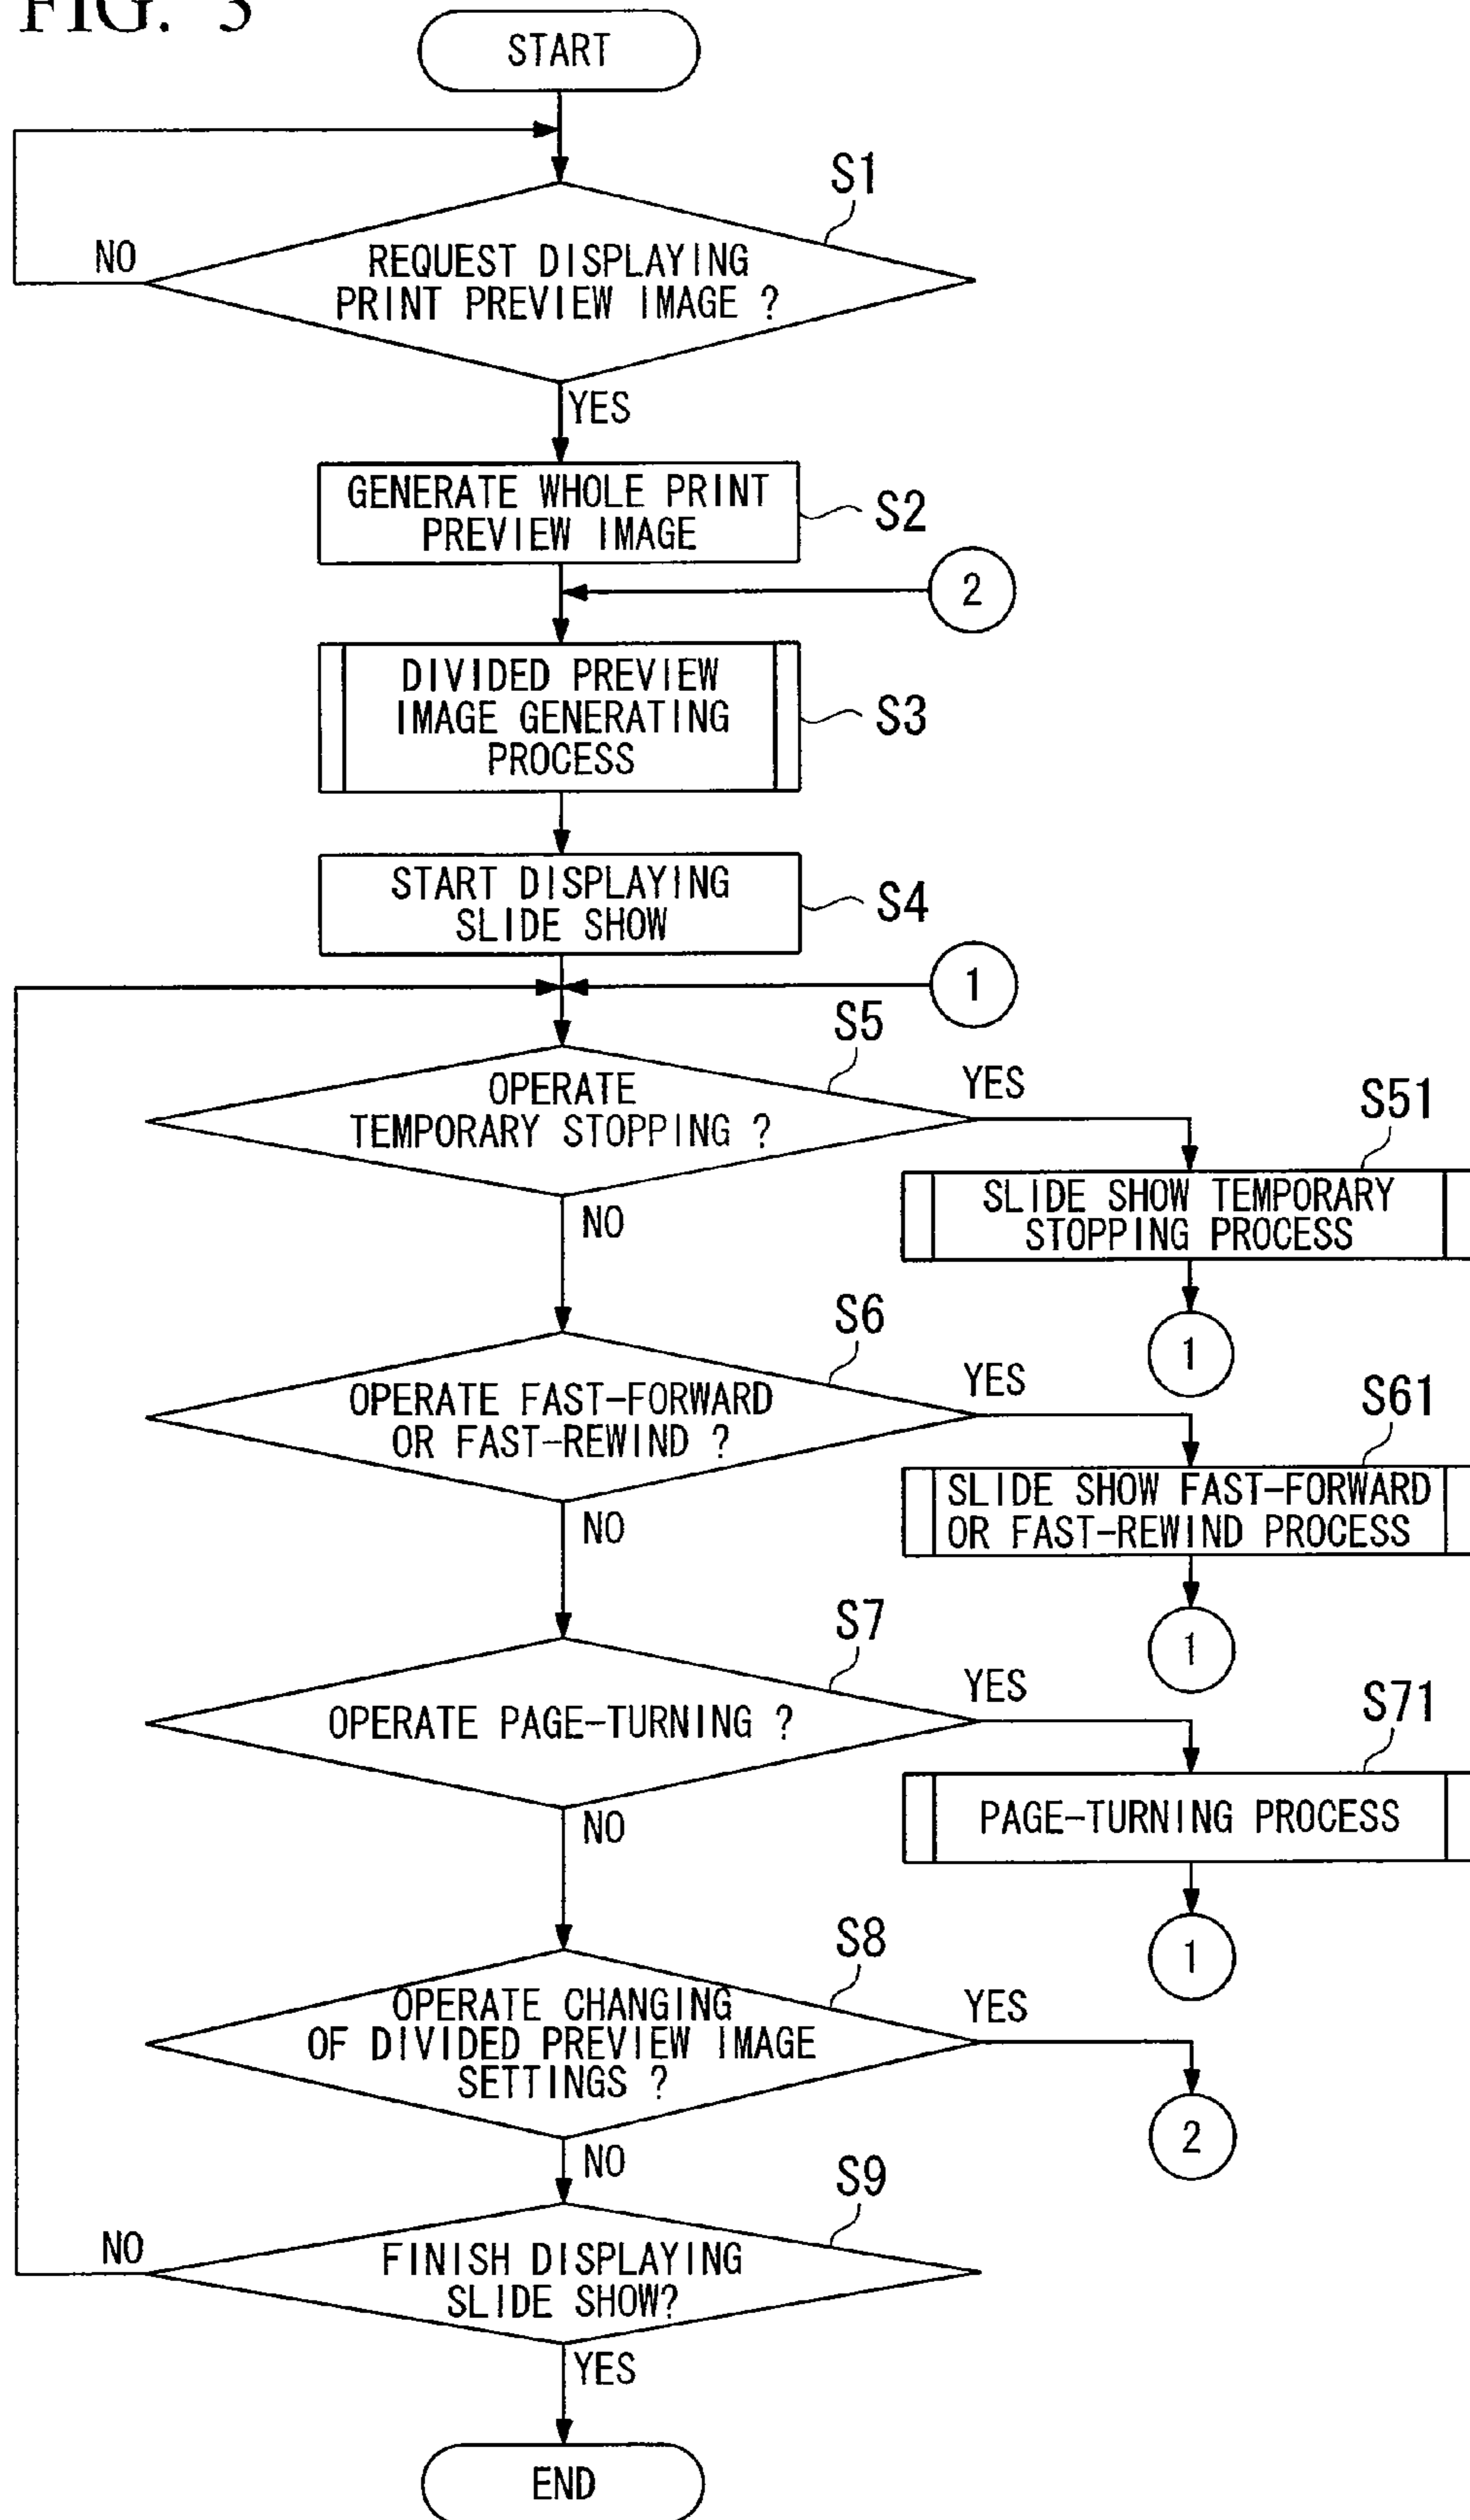 FIG. 3
START
S1
NO
REQUEST DISPLAYING
PRINT PREVIEW IMAGE ?
YES
GENERATE WHOLE PRINT
PREVIEW IMAGE
S2
2
DIVIDED PREVIEW
IMAGE GENERATING
PROCESS
S3
START DISPLAYING
SLIDE SHOW
S4
1
S5
OPERATE
TEMPORARY STOPPING ?
YES
S51
SLIDE SHOW TEMPORARY
STOPPING PROCESS
NO
1
S6
OPERATE FAST-FORWARD
OR FAST-REWIND ?
YES
S61
SLIDE SHOW FAST-FORWARD
OR FAST-REWIND PROCESS
NO
1
S7
OPERATE PAGE-TURNING ?
YES
S71
PAGE-TURNING PROCESS
NO
1
S8
OPERATE CHANGING
OF DIVIDED PREVIEW IMAGE
SETTINGS ?
YES
2
NO
S9
NO
FINISH DISPLAYING
SLIDE SHOW?
YES
END